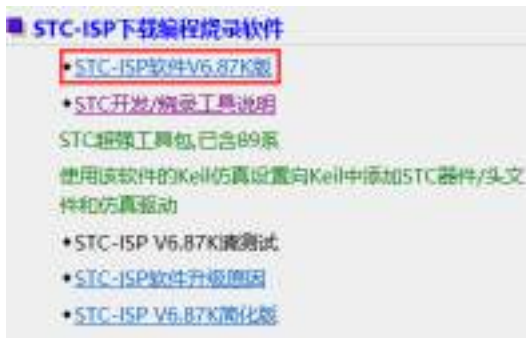 STC-ISP下载编程烧录软件
•STC-ISP软件V6.87K版
•STC开发/烧录工具说明
STC超强工具包,已含89系
使用该软件的Keil仿真设置向Keil中添加STC器件/头文
件和仿真驱动
•STC-ISP V6.87K请测试
•STC-ISP软件升级原因
•STC-ISP V6.87K简化版